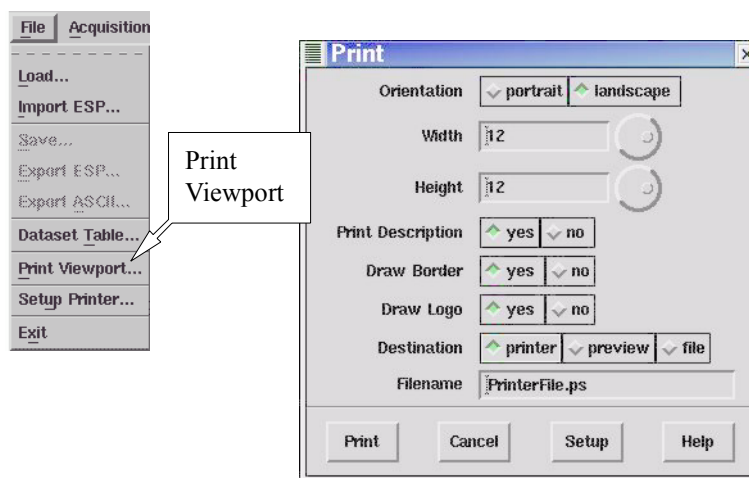 File Acquisition
Load...
Import ESP...
Save...
Export ESP...
Export ASCII...
Dataset Table...
Print Viewport...
Setup Printer...
Exit
Print
Viewport
Print
Orientation portrait landscape
Width 12
Height 12
Print Description yes no
Draw Border yes no
Draw Logo yes no
Destination printer preview file
Filename PrinterFile.ps
Print Cancel Setup Help